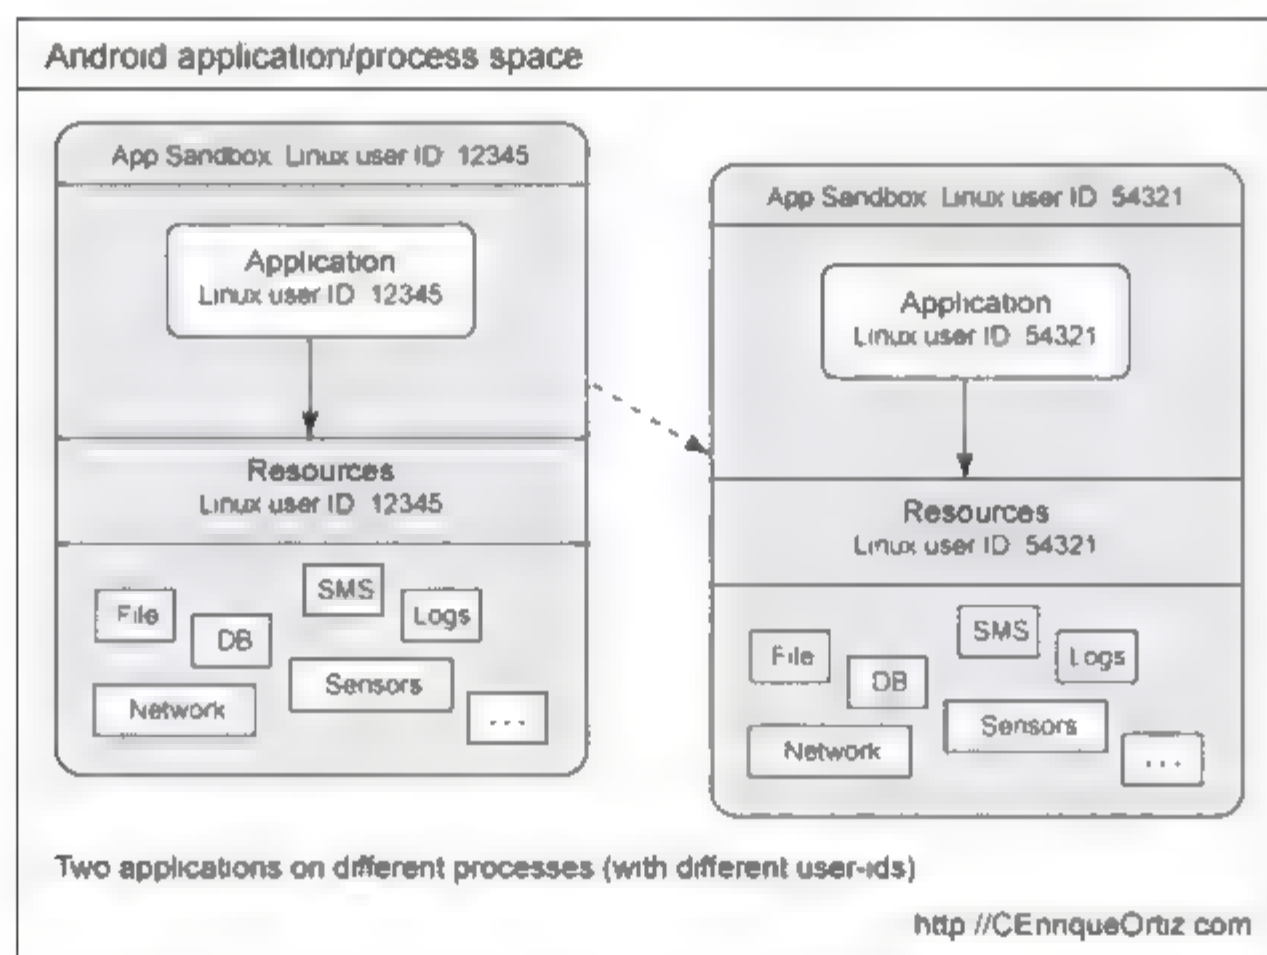 Android application/process space
App Sandbox Linux user ID 12345
Application
Linux user ID 12345
Resources
Linux user ID 12345
File
DB
SMS
Logs
Network
Sensors
...
App Sandbox Linux user ID 54321
Application
Linux user ID 54321
Resources
Linux user ID 54321
File
DB
SMS
Logs
Network
Sensors
...
Two applications on different processes (with different user-ids)
http //CEnriqueOrtiz com